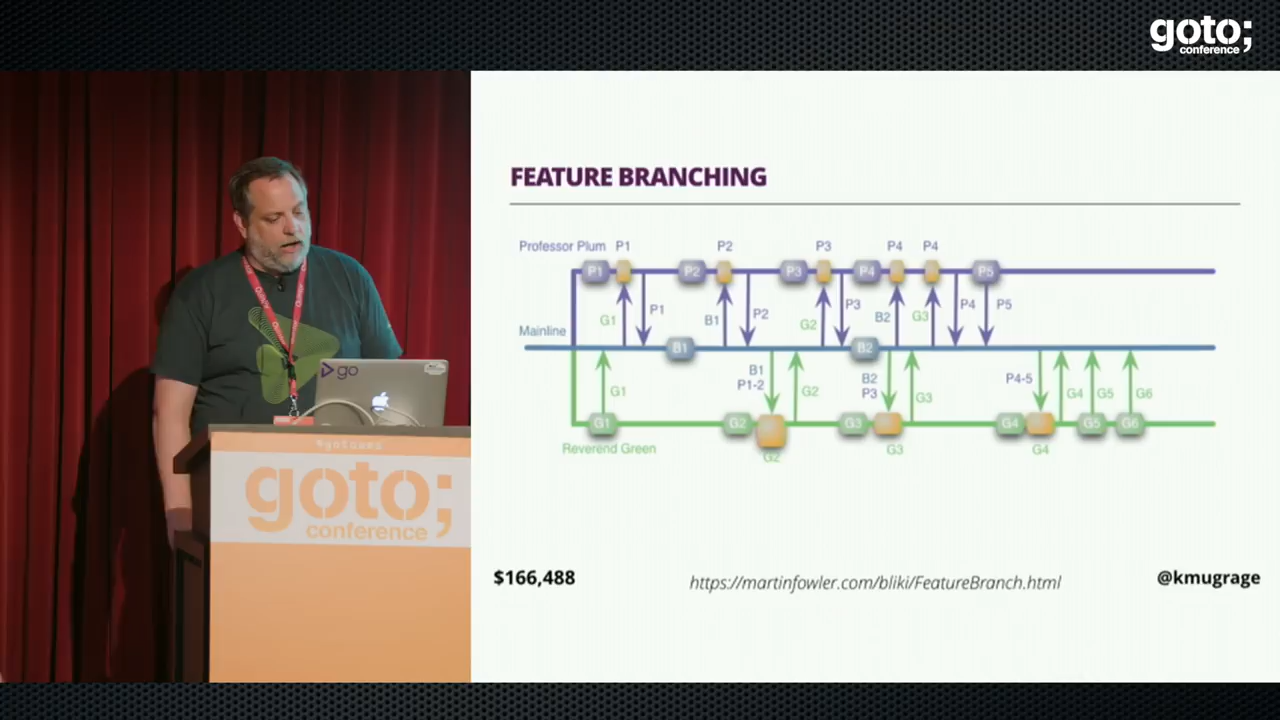 goto;
conference
FEATURE BRANCHING
Professor Plum P1 P2 P3 P4 P4
P1 P2 P3 P4 P5
G1 P1 B1 P2 G2 P3 B2 G3 P4 P5
Mainline
B1 B2
B1
P1-2
B2
P3
P4-5
G1 G2 G3 G4 G5 G6
G1 G2 G3 G4 G5 G6
Reverend Green G2 G3 G4
$166,488
https://martinfowler.com/bliki/FeatureBranch.html
@kmugrage
go
goto;
conference